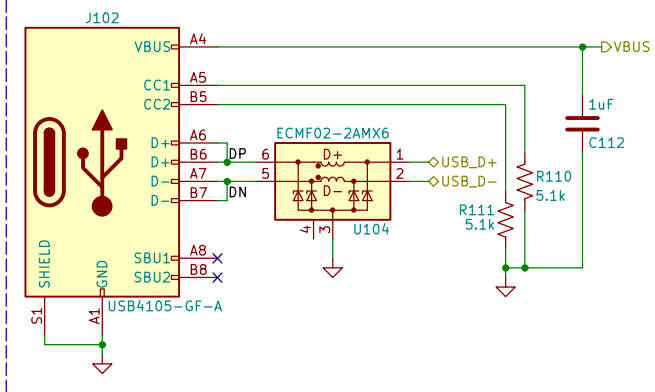 J102
VBUS A4
VBUS
CC1 A5
CC2 B5
1uF
C112
D+ A6
D+ B6
DP
D- A7
D- B7
DN
ECMF02-2AMX6
6 D+ 1
USB_D+
5 D- 2
USB_D-
4
3
U104
R110
5.1k
R111
5.1k
SBU1 A8
SBU2 B8
SHIELD
GND
S1
A1
USB4105-GF-A